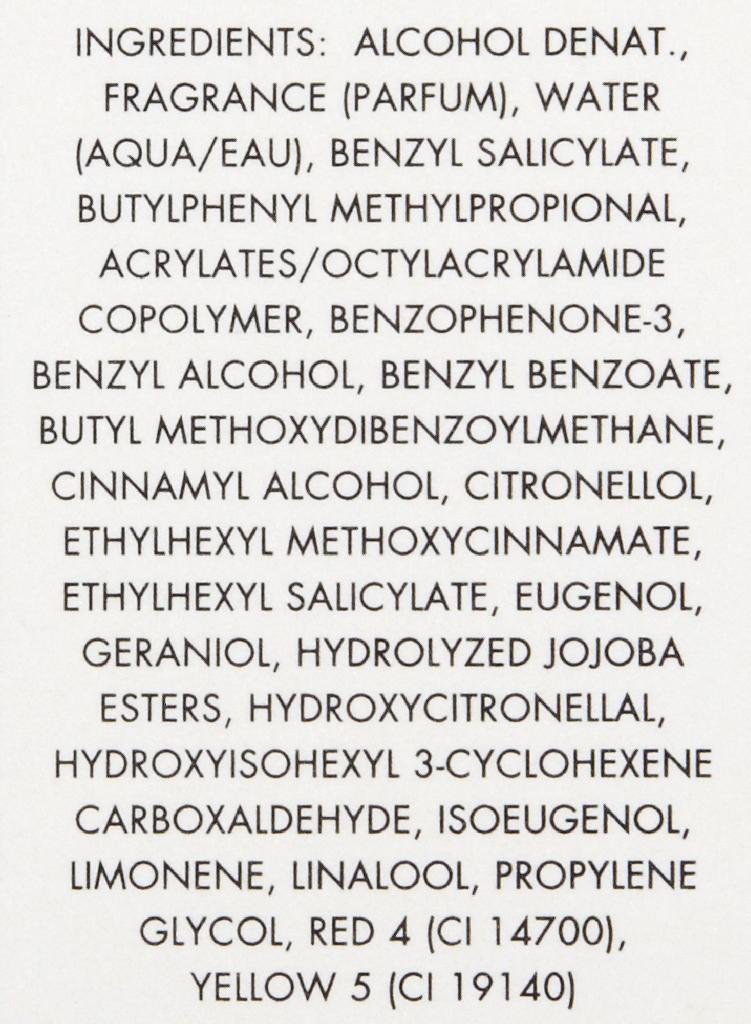 INGREDIENTS: ALCOHOL DENAT.,
FRAGRANCE (PARFUM), WATER
(AQUA/EAU), BENZYL SALICYLATE,
BUTYLPHENYL METHYLPROPIONAL,
ACRYLATES/OCTYLACRYLAMIDE
COPOLYMER, BENZOPHENONE-3,
BENZYL ALCOHOL, BENZYL BENZOATE,
BUTYL METHOXYDIBENZOYLMETHANE,
CINNAMYL ALCOHOL, CITRONELLOL,
ETHYLHEXYL METHOXYCINNAMATE,
ETHYLHEXYL SALICYLATE, EUGENOL,
GERANIOL, HYDROLYZED JOJOBA
ESTERS, HYDROXYCITRONELLAL,
HYDROXYISOHEXYL 3-CYCLOHEXENE
CARBOXALDEHYDE, ISOEUGENOL,
LIMONENE, LINALOOL, PROPYLENE
GLYCOL, RED 4 (CI 14700),
YELLOW 5 (CI 19140)